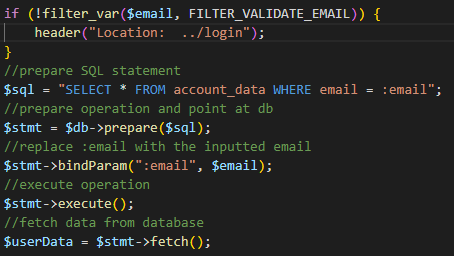 if (!filter_var($email, FILTER_VALIDATE_EMAIL)) {
    header("Location:  ../login");
}
//prepare SQL statement
$sql = "SELECT * FROM account_data WHERE email = :email";
//prepare operation and point at db
$stmt = $db->prepare($sql);
//replace :email with the inputted email
$stmt->bindParam(":email", $email);
//execute operation
$stmt->execute();
//fetch data from database
$userData = $stmt->fetch();